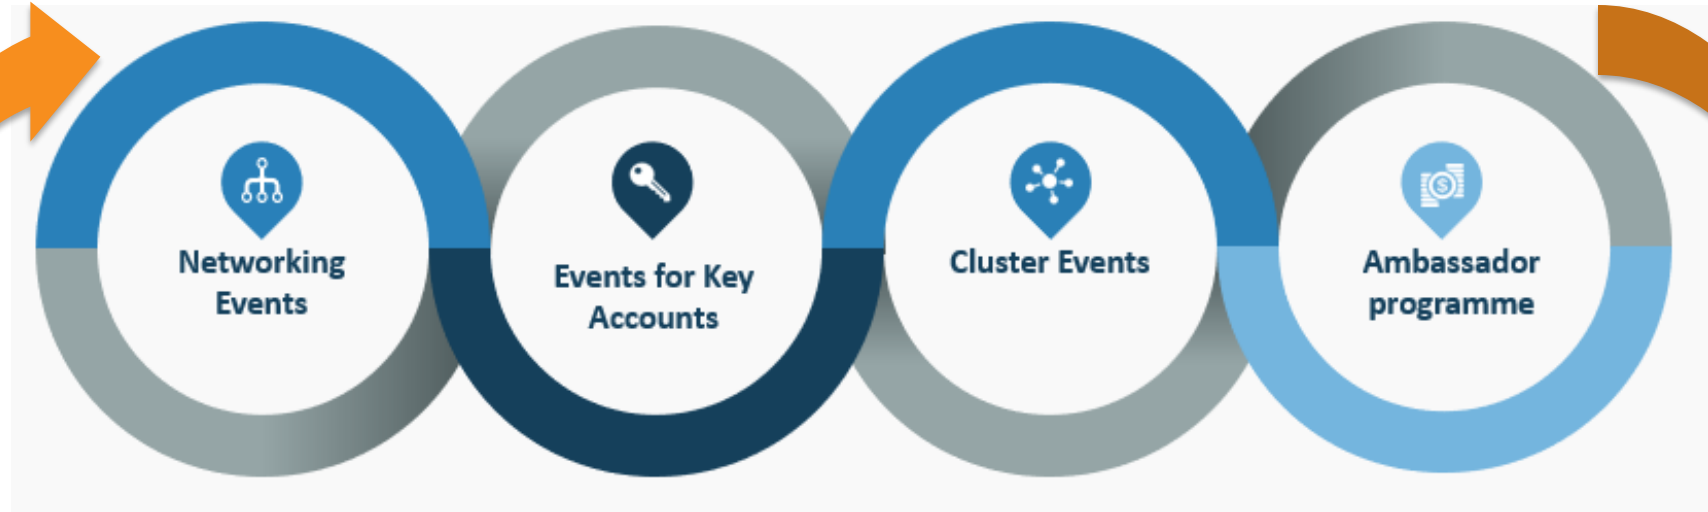 Networking
Events
Events for Key
Accounts
Cluster Events
Ambassador
programme